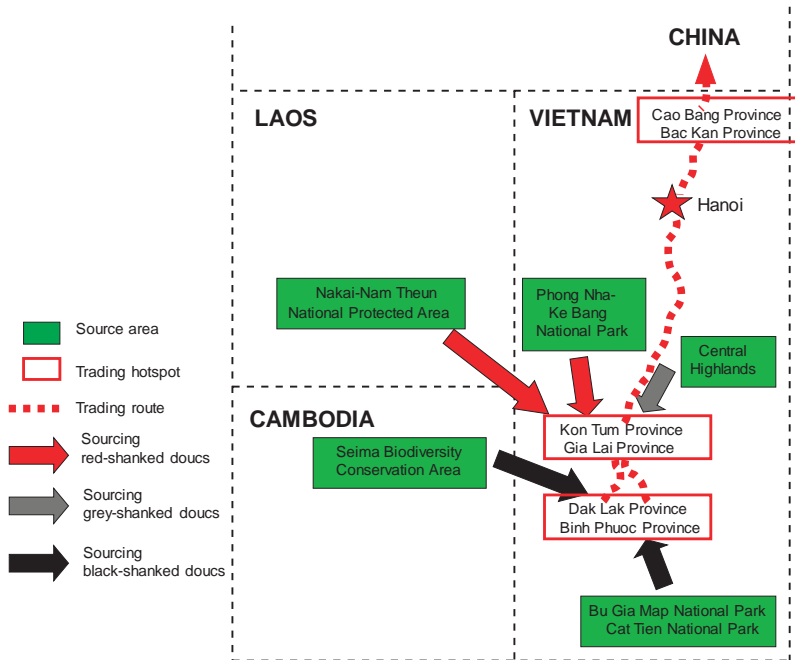 CHINA
LAOS
VIETNAM
Cao Bang Province
Bac Kan Province
Hanoi
Nakai-Nam Theun
National Protected Area
Phong Nha-
Ke Bang
National Park
Central
Highlands
Source area
Trading hotspot
Trading route
Sourcing
red-shanked doucs
Sourcing
grey-shanked doucs
Sourcing
black-shanked doucs
CAMBODIA
Kon Tum Province
Gia Lai Province
Seima Biodiversity
Conservation Area
Dak Lak Province
Binh Phuoc Province
Bu Gia Map National Park
Cat Tien National Park